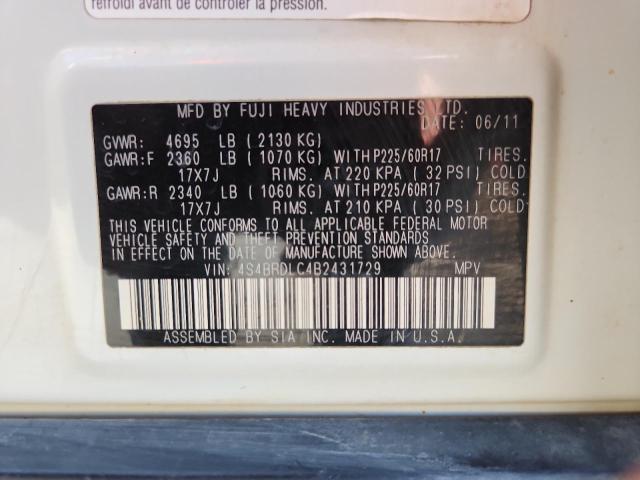 refroidi avant de contrôler la pression.
MFD BY FUJI HEAVY INDUSTRIES LTD.
DATE: 06/11
GVWR: 4695 LB (2130 KG)
GAWR:F 2360 LB (1070 KG) WITH P225/60R17 TIRES.
17X7J RIMS. AT 220 KPA (32 PSI) COLD
GAWR:R 2340 LB (1060 KG) WITH P225/60R17 TIRES.
17X7J RIMS. AT 210 KPA (30 PSI) COLD
THIS VEHICLE CONFORMS TO ALL APPLICABLE FEDERAL MOTOR
VEHICLE SAFETY AND THEFT PREVENTION STANDARDS
IN EFFECT ON THE DATE OF MANUFACTURE SHOWN ABOVE.
VIN: 4S4BRDLC4B2431729 MPV
ASSEMBLED BY SIA INC. MADE IN U.S.A.